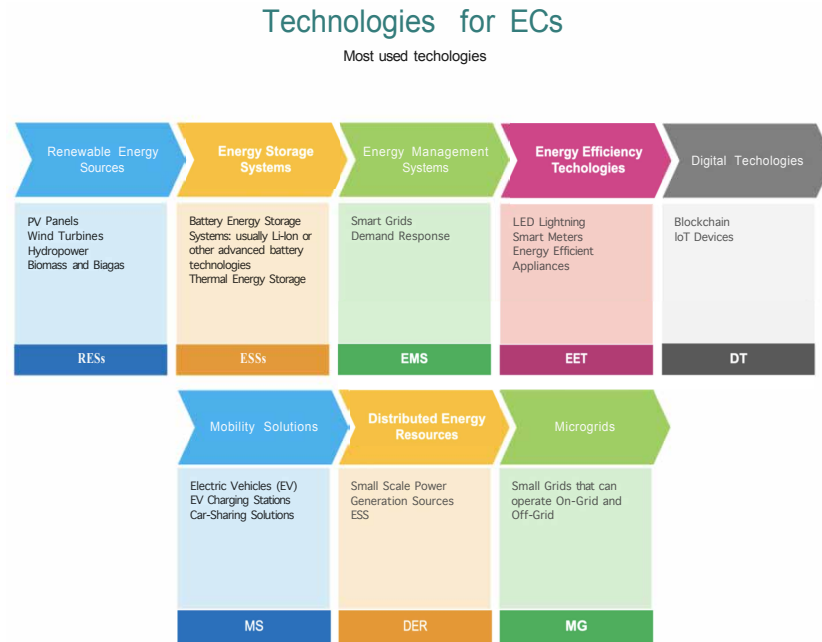 Technologies for ECs
Most used techologies
Renewable Energy
Sources
PV Panels
Wind Turbines
Hydropower
Biomass and Biagas
RESs
Energy Storage
Systems
Battery Energy Storage
Systems: usually Li-Ion or
other advanced battery
technologies
Thermal Energy Storage
ESSs
Energy Management
Systems
Smart Grids
Demand Response
EMS
Energy Efficiency
Techologies
LED Lightning
Smart Meters
Energy Efficient
Appliances
EET
Digital Techologies
Blockchain
IoT Devices
DT
Mobility Solutions
Electric Vehicles (EV)
EV Charging Stations
Car-Sharing Solutions
MS
Distributed Energy
Resources
Small Scale Power
Generation Sources
ESS
DER
Microgrids
Small Grids that can
operate On-Grid and
Off-Grid
MG